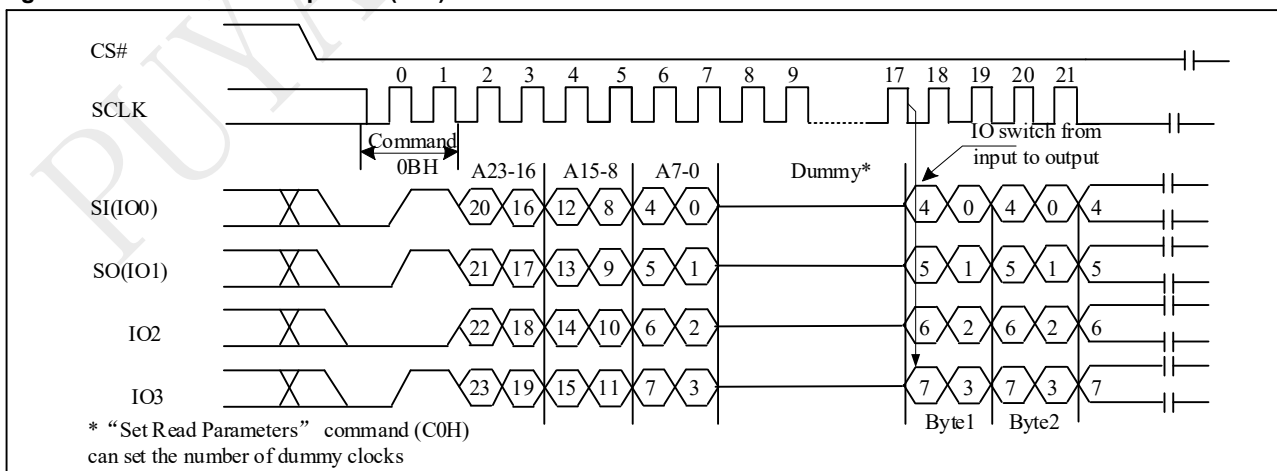 CS#
0 1 2 3 4 5 6 7 8 9 17 18 19 20 21
SCLK
Command
0BH
IO switch from
input to output
A23-16 A15-8 A7-0 Dummy*
SI(IO0) 20 16 12 8 4 0 4 0 4 0 4
SO(IO1) 21 17 13 9 5 1 5 1 5 1 5
IO2 22 18 14 10 6 2 6 2 6 2 6
IO3 23 19 15 11 7 3 7 3 7 3 7
Byte1 Byte2
* “Set Read Parameters” command (C0H)
can set the number of dummy clocks